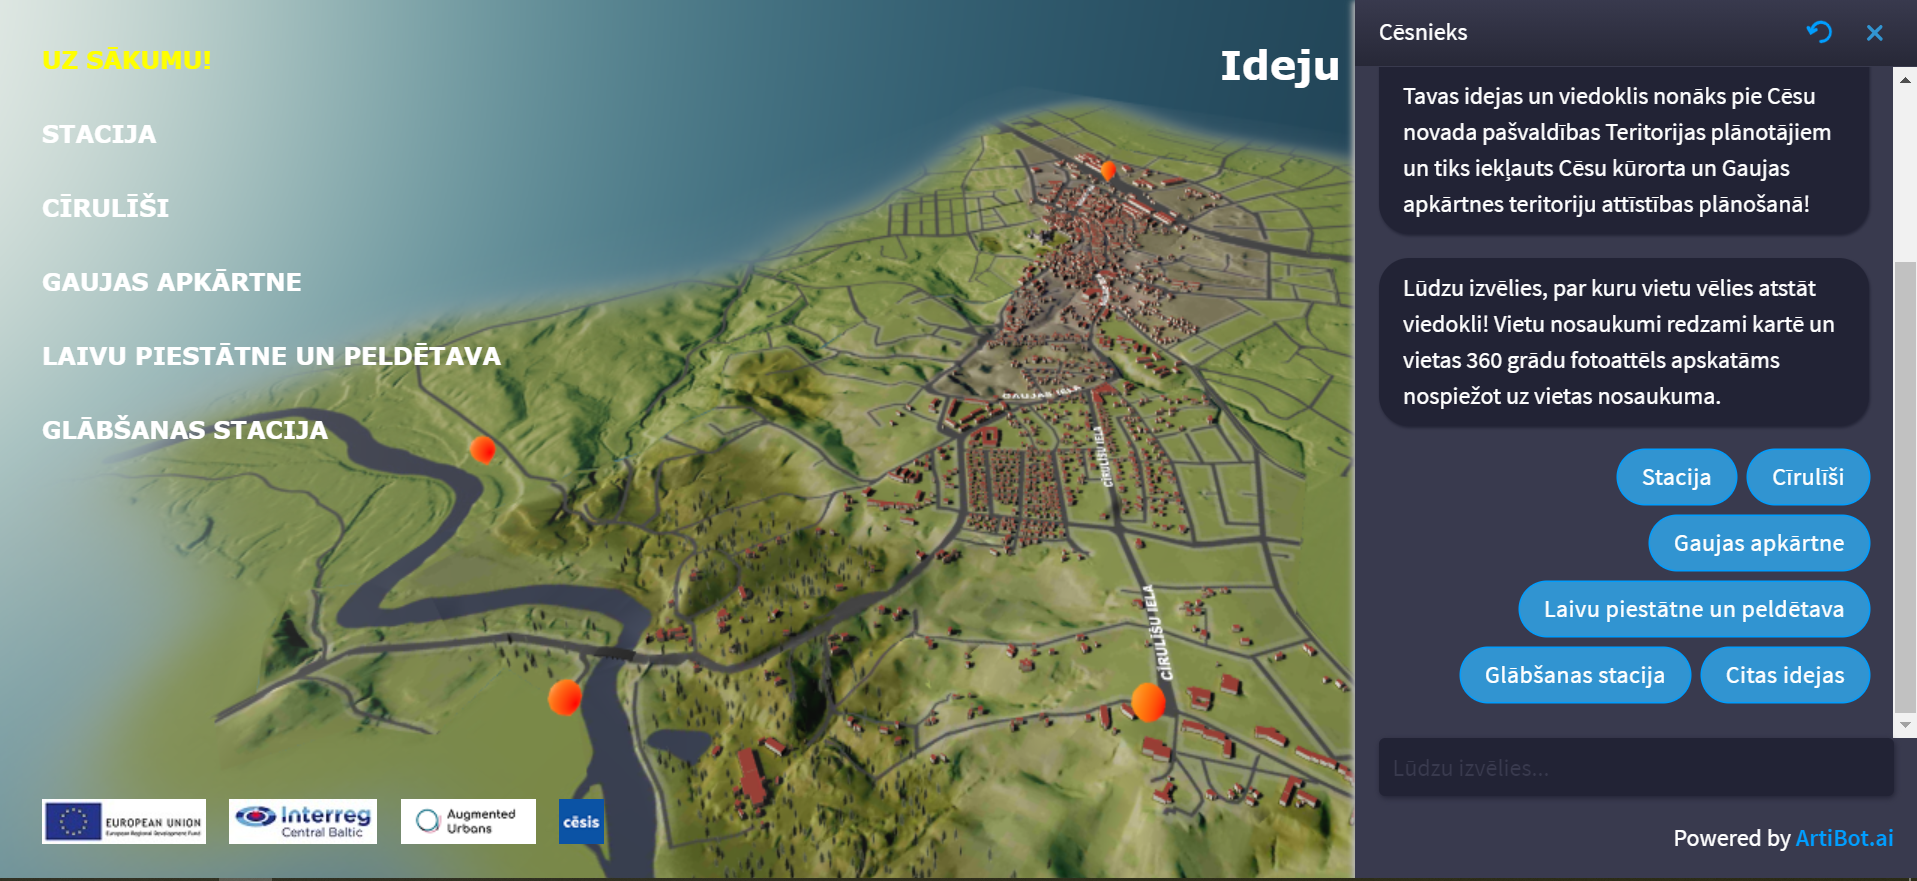 UZ SĀKUMU!
STACIJA
CĪRULĪŠI
GAUJAS APKĀRTNE
LAIVU PIESTĀTNE UN PELDĒTAVA
GLĀBŠANAS STACIJA
Ideju
GAUJAS IELA
CĪRULĪŠU IELA
CĪRULĪŠU IELA
EUROPEAN UNION
European Regional Development Fund
Interreg
Central Baltic
Augmented
Urbans
cēsis
Cēsnieks
Tavas idejas un viedoklis nonāks pie Cēsu
novada pašvaldības Teritorijas plānotājiem
un tiks iekļauts Cēsu kūrorta un Gaujas
apkārtnes teritoriju attīstības plānošanā!
Lūdzu izvēlies, par kuru vietu vēlies atstāt
viedokli! Vietu nosaukumi redzami kartē un
vietas 360 grādu fotoattēls apskatāms
nospiežot uz vietas nosaukuma.
Stacija
Cīrulīši
Gaujas apkārtne
Laivu piestātne un peldētava
Glābšanas stacija
Citas idejas
Lūdzu izvēlies...
Powered by ArtiBot.ai